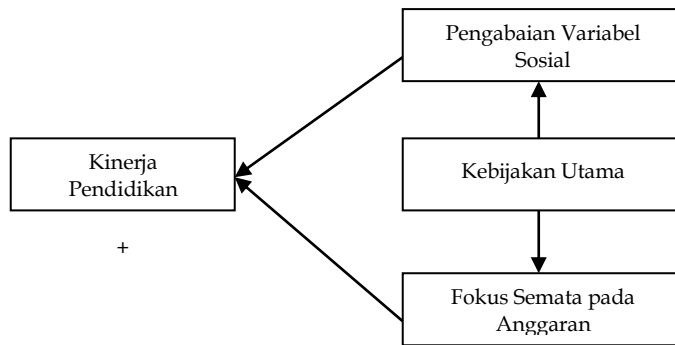 Pengabaian Variabel
Sosial
Kinerja
Pendidikan
Kebijakan Utama
+
Fokus Semata pada
Anggaran